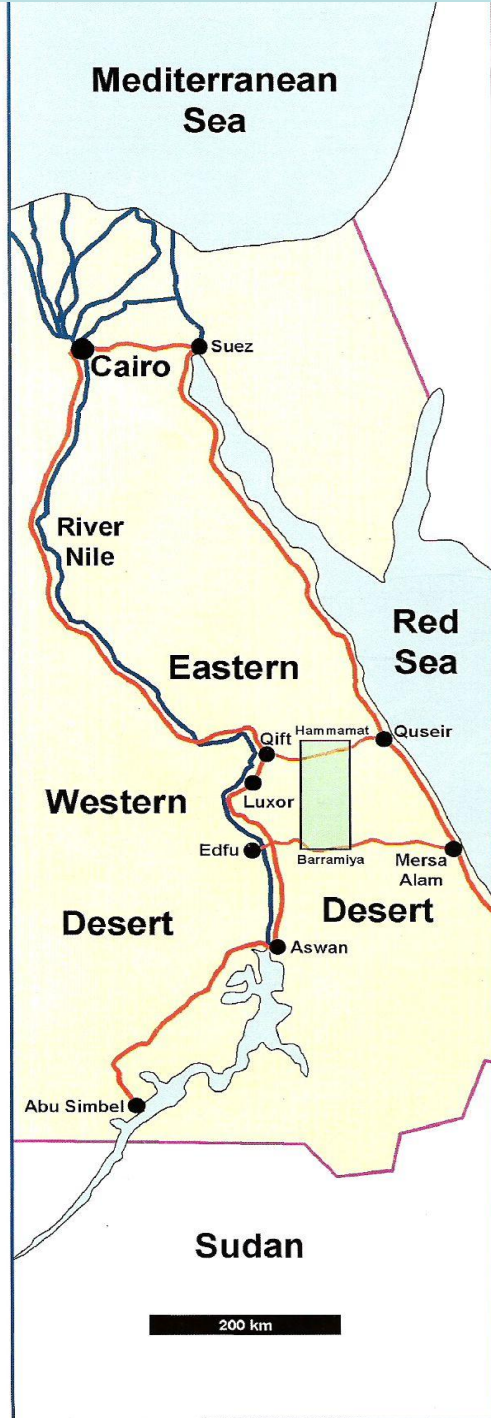 Mediterranean
Sea
Suez
Cairo
River
Nile
Red
Sea
Eastern
Hammamat
Quseir
Qift
Western
Luxor
Edfu
Barramiya
Mersa
Alam
Desert
Desert
Aswan
Abu Simbel
Sudan
200 km